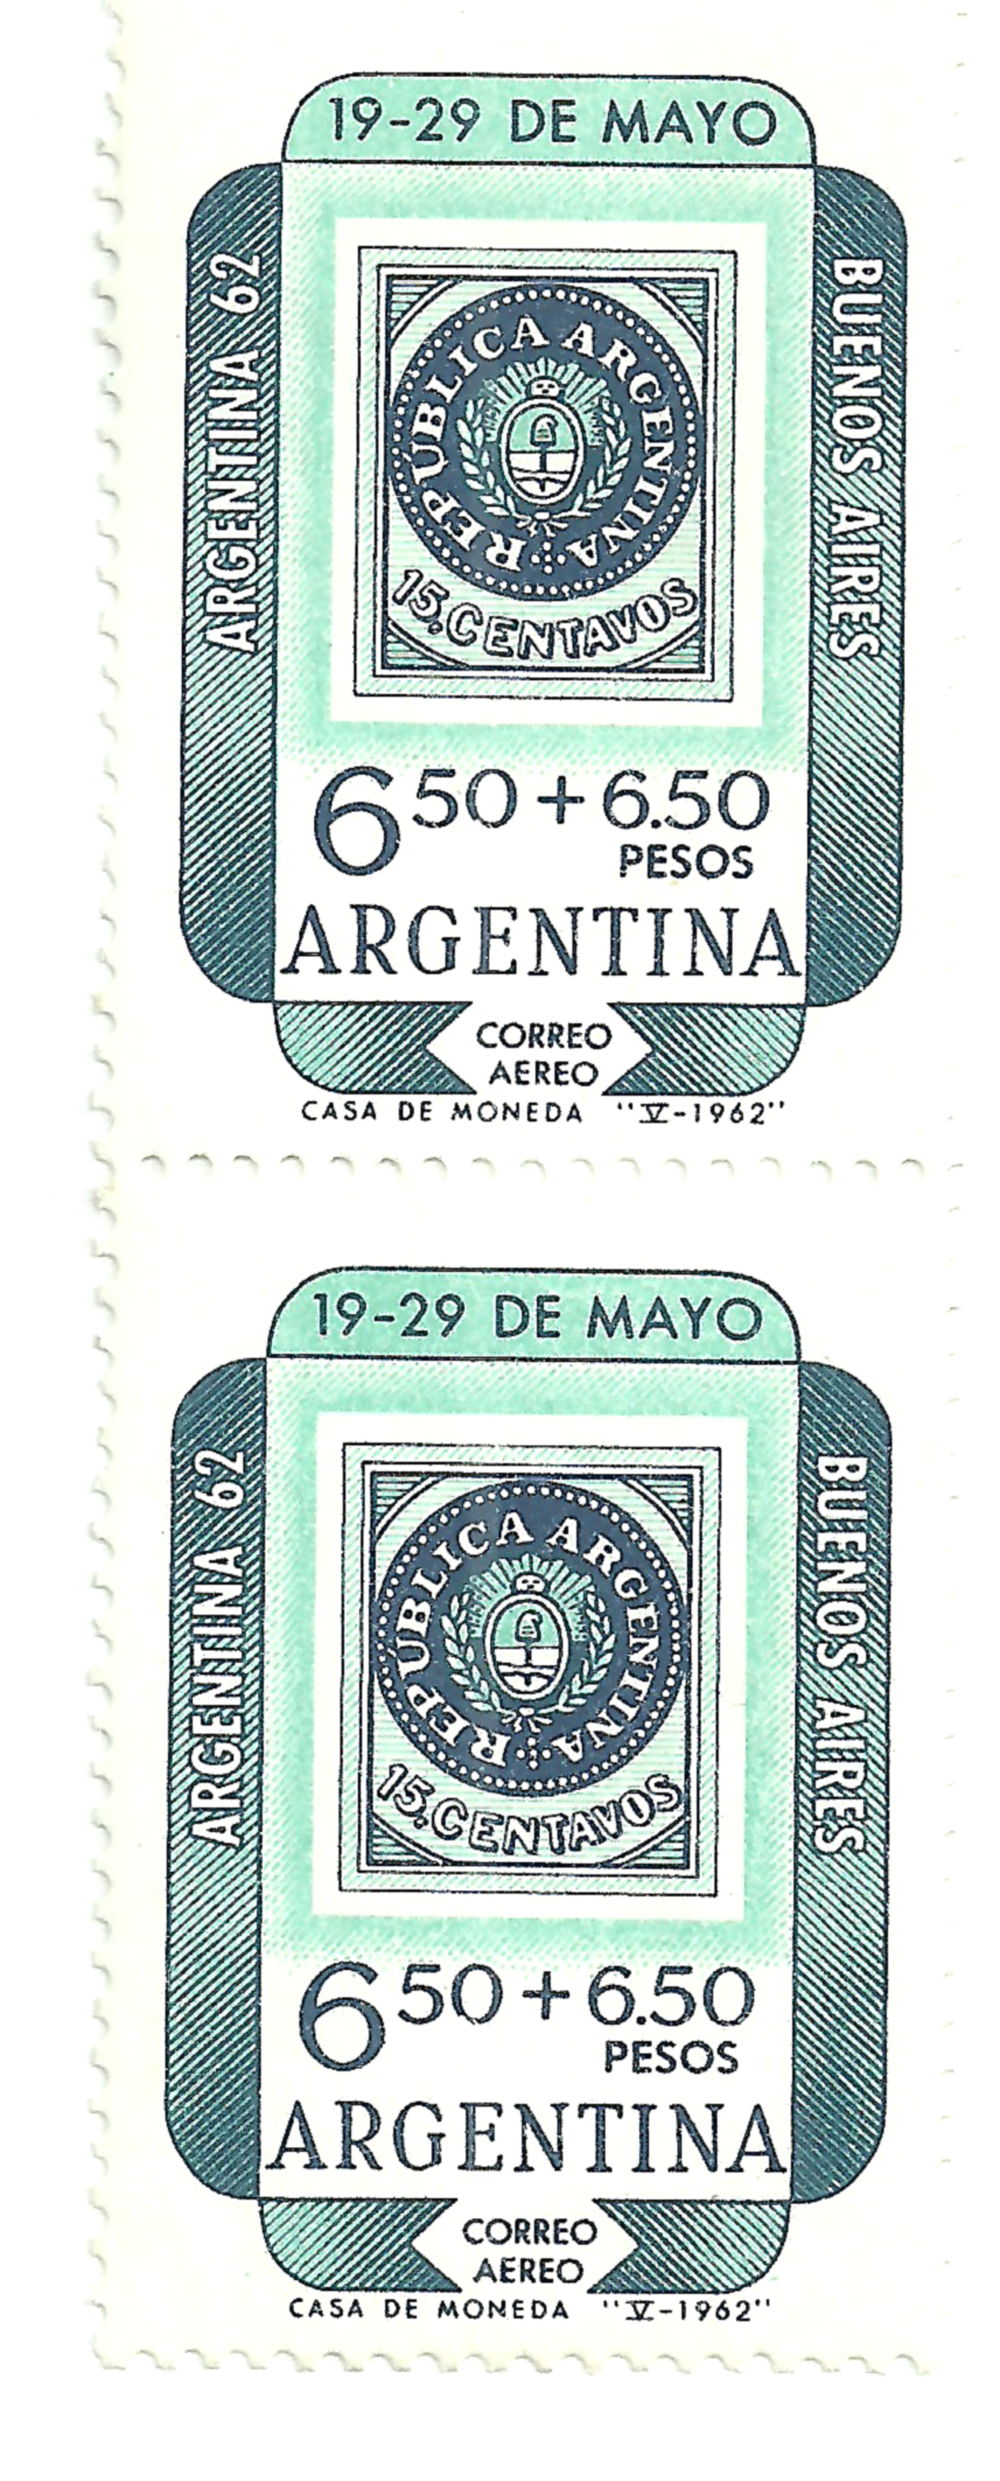 19-29 DE MAYO
ARGENTINA 62
BUENOS AIRES
REPÚBLICA ARGENTINA
15.CENTAVOS
6 50 + 6.50
PESOS
ARGENTINA
CORREO
AEREO
CASA DE MONEDA "V-1962"
19-29 DE MAYO
ARGENTINA 62
BUENOS AIRES
REPÚBLICA ARGENTINA
15.CENTAVOS
6 50 + 6.50
PESOS
ARGENTINA
CORREO
AEREO
CASA DE MONEDA "V-1962"